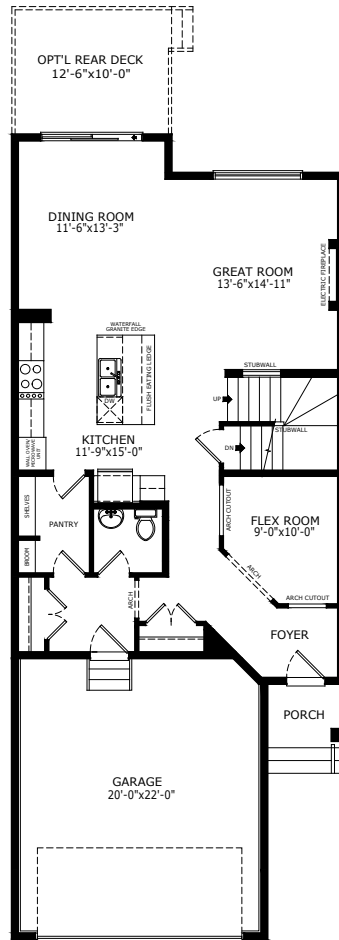 OPT'L REAR DECK
12'-6"x10'-0"
DINING ROOM
11'-6"x13'-3"
GREAT ROOM
13'-6"x14'-11"
ELECTRIC FIREPLACE
WATERFALL
GRANITE EDGE
FLUSH EATING LEDGE
DW
STUBWALL
UP
STUBWALL
DN
KITCHEN
11'-9"x15'-0"
WALL OVEN/
MICROWAVE
UNIT
SHELVES
PANTRY
BROOM
ARCH CUTOUT
FLEX ROOM
9'-0"x10'-0"
ARCH
ARCH CUTOUT
ARCH
FOYER
PORCH
GARAGE
20'-0"x22'-0"